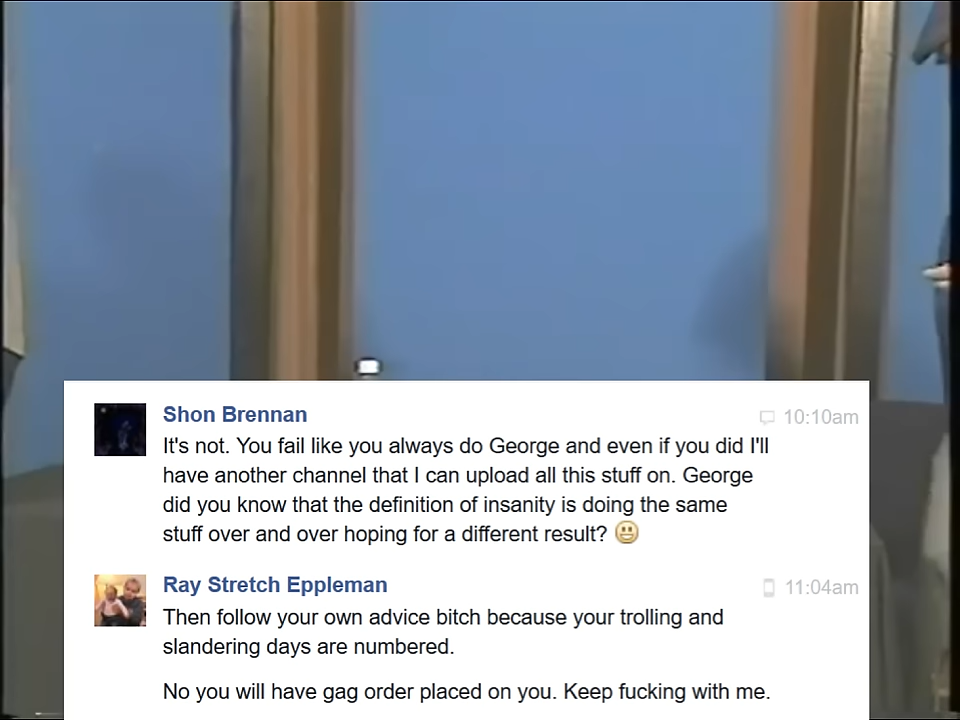 Shon Brennan
10:10am
It's not. You fail like you always do George and even if you did I'll
have another channel that I can upload all this stuff on. George
did you know that the definition of insanity is doing the same
stuff over and over hoping for a different result? 😃
Ray Stretch Eppleman
11:04am
Then follow your own advice bitch because your trolling and
slandering days are numbered.
No you will have gag order placed on you. Keep fucking with me.